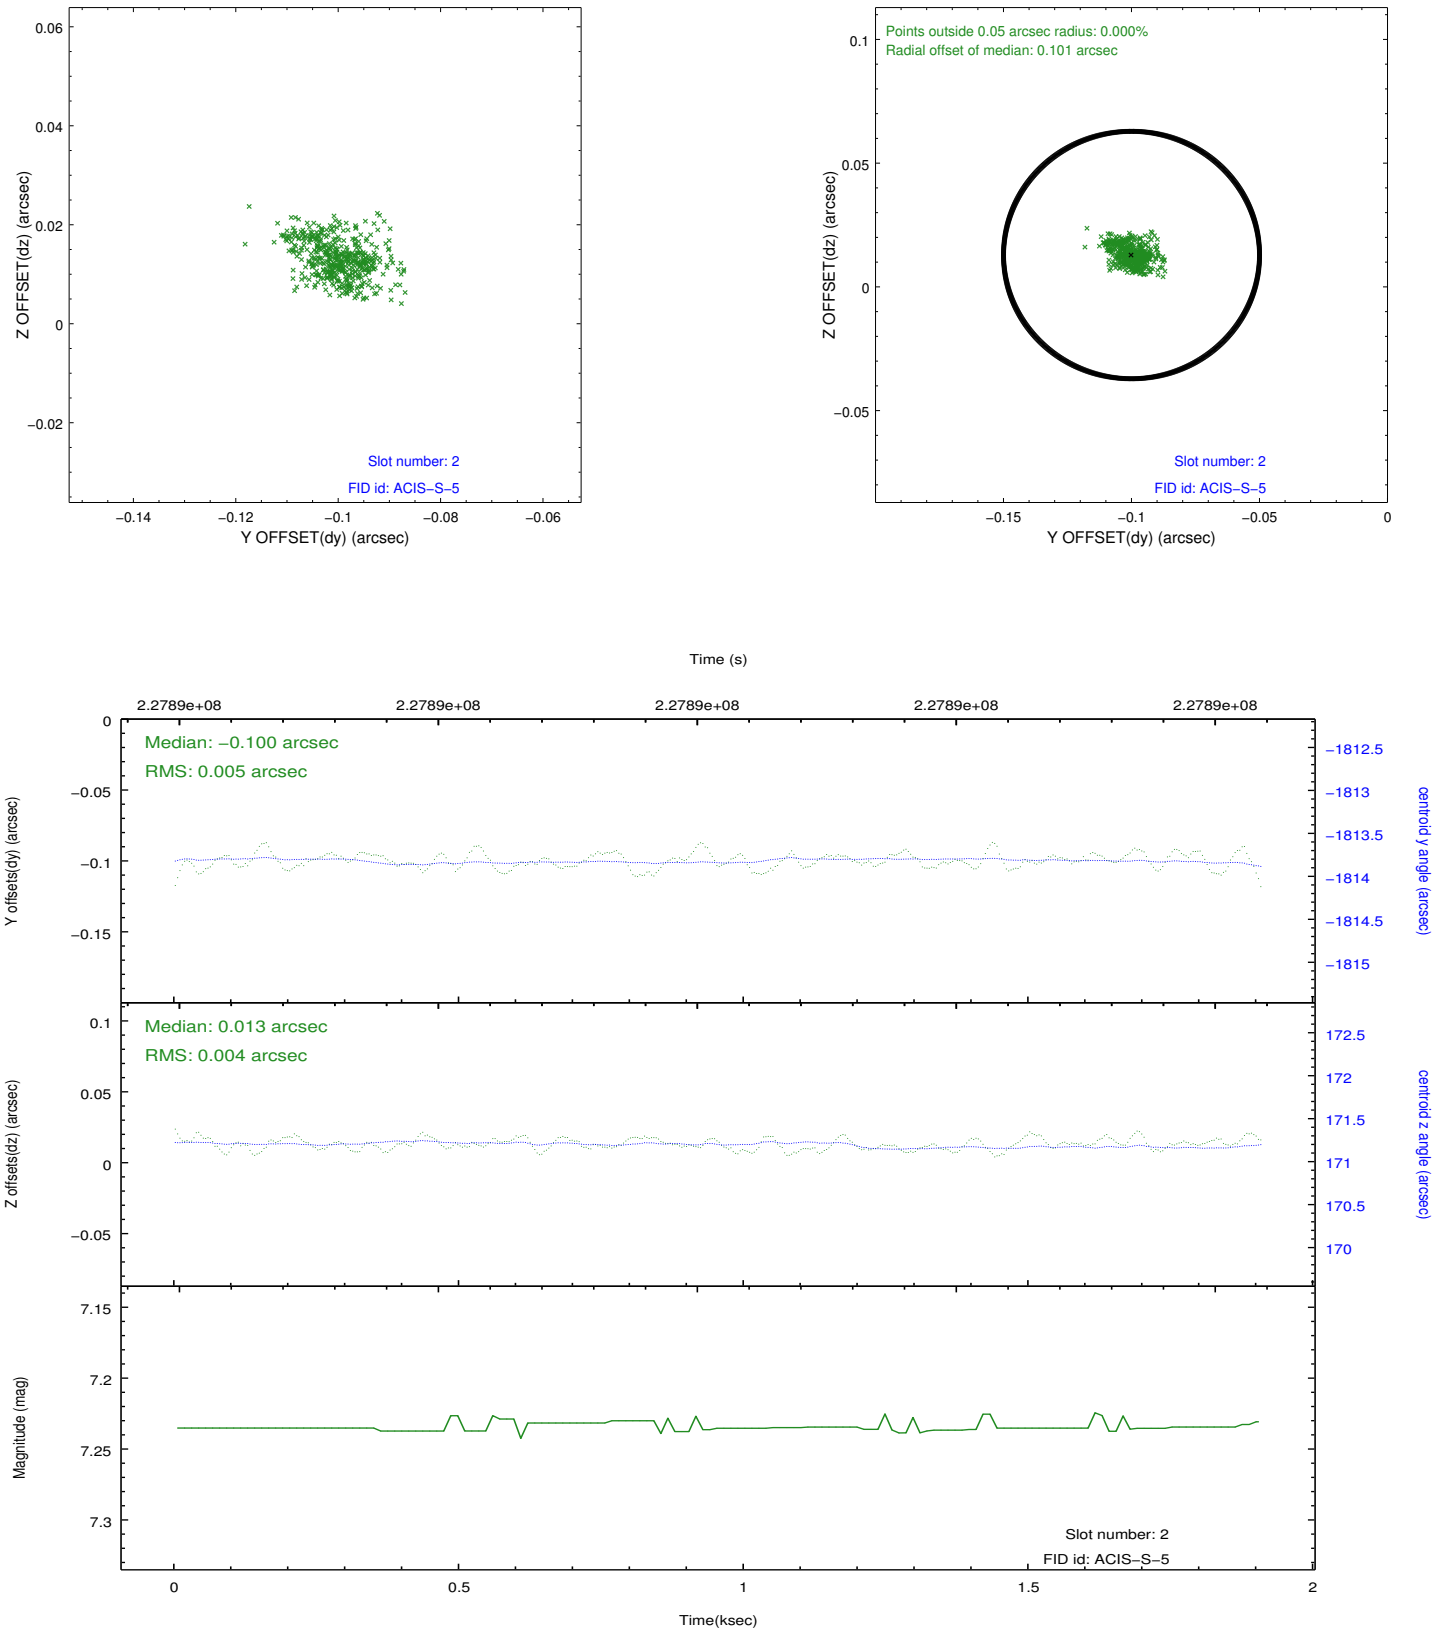 0.06
0.04
0.02
0
−0.02
Z OFFSET(dz) (arcsec)
Slot number: 2
FID id: ACIS−S−5
−0.14
−0.12
−0.1
−0.08
−0.06
Y OFFSET(dy) (arcsec)
Points outside 0.05 arcsec radius: 0.000%
Radial offset of median: 0.101 arcsec
0.1
0.05
0
−0.05
Z OFFSET(dz) (arcsec)
Slot number: 2
FID id: ACIS−S−5
−0.15
−0.1
−0.05
0
Y OFFSET(dy) (arcsec)
Time (s)
2.2789e+08
2.2789e+08
2.2789e+08
2.2789e+08
2.2789e+08
Median: −0.100 arcsec
RMS: 0.005 arcsec
0
−0.05
−0.1
−0.15
Y offsets(dy) (arcsec)
−1812.5
−1813
−1813.5
−1814
−1814.5
−1815
centroid y angle (arcsec)
Median: 0.013 arcsec
RMS: 0.004 arcsec
0.1
0.05
0
−0.05
Z offsets(dz) (arcsec)
172.5
172
171.5
171
170.5
170
centroid z angle (arcsec)
7.15
7.2
7.25
7.3
Magnitude (mag)
Slot number: 2
FID id: ACIS−S−5
0
0.5
1
1.5
2
Time(ksec)